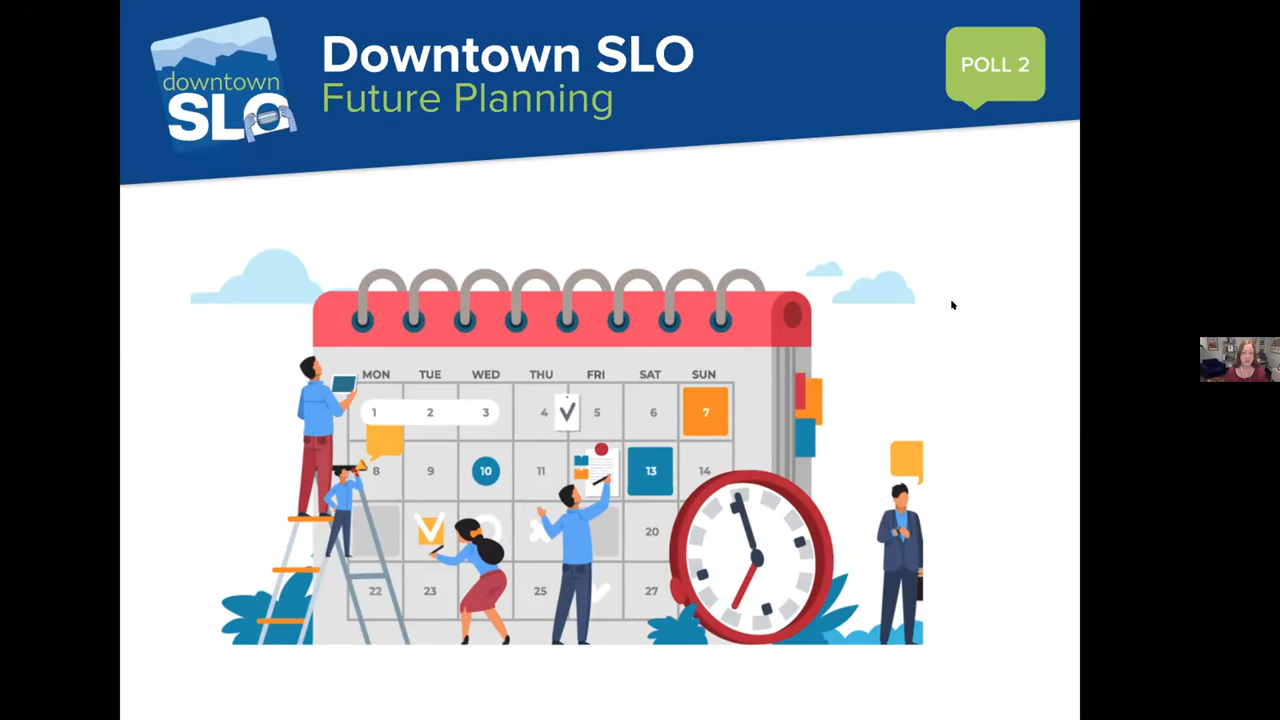 downtown
SLO
Downtown SLO
Future Planning
POLL 2
MON TUE WED THU FRI SAT SUN
1 2 3 4 5 6 7
8 9 10 11 13 14
20
22 23 25 27